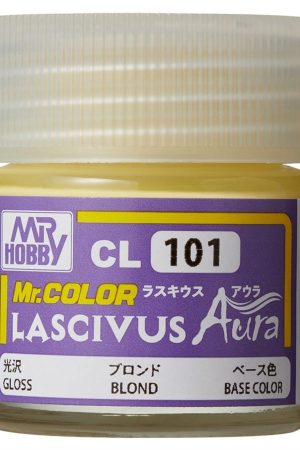 MR HOBBY
CL 101
Mr.COLOR ラスキウス アウラ
LASCIVUS Aura
光沢 ブロンド ベース色
GLOSS BLOND BASE COLOR